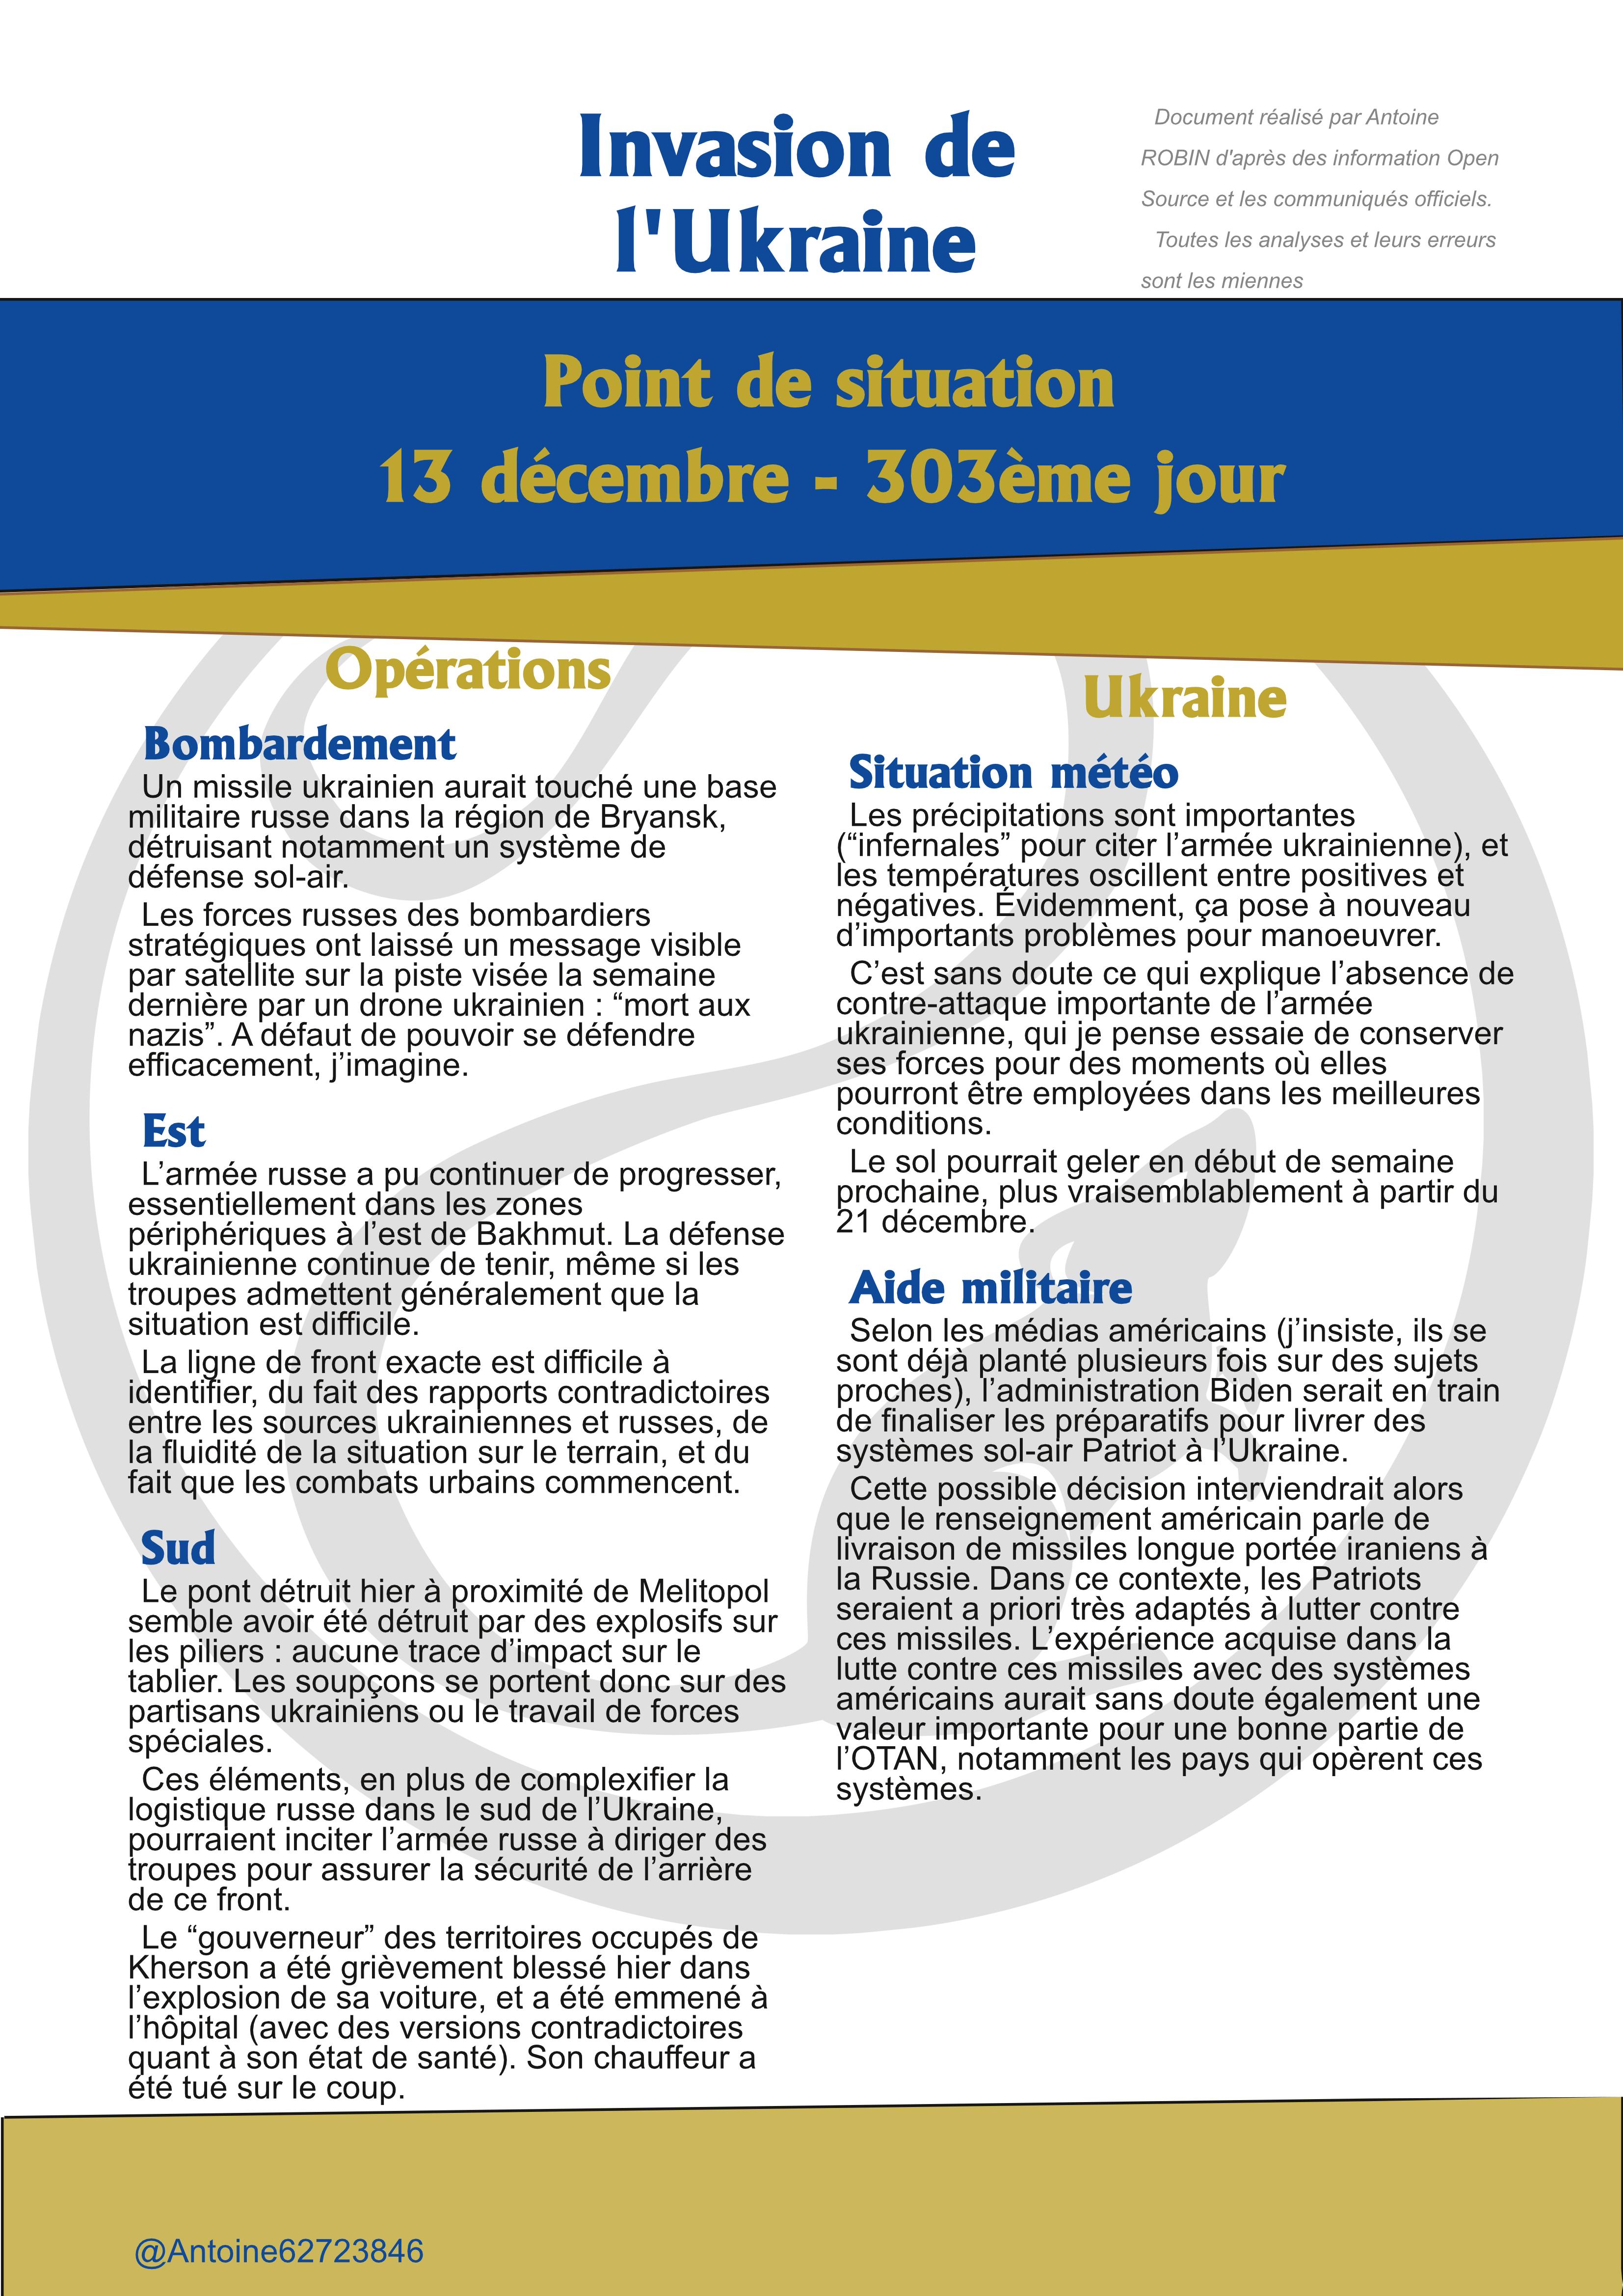 Invasion de
l'Ukraine
Document réalisé par Antoine
ROBIN d'après des information Open
Source et les communiqués officiels.
Toutes les analyses et leurs erreurs
sont les miennes
Point de situation
13 décembre - 303ème jour
Opérations
Bombardement
Un missile ukrainien aurait touché une base
militaire russe dans la région de Bryansk,
détruisant notamment un système de
défense sol-air.
Les forces russes des bombardiers
stratégiques ont laissé un message visible
par satellite sur la piste visée la semaine
dernière par un drone ukrainien : “mort aux
nazis”. A défaut de pouvoir se défendre
efficacement, j’imagine.
Est
L’armée russe a pu continuer de progresser,
essentiellement dans les zones
périphériques à l’est de Bakhmut. La défense
ukrainienne continue de tenir, même si les
troupes admettent généralement que la
situation est difficile.
La ligne de front exacte est difficile à
identifier, du fait des rapports contradictoires
entre les sources ukrainiennes et russes, de
la fluidité de la situation sur le terrain, et du
fait que les combats urbains commencent.
Sud
Le pont détruit hier à proximité de Melitopol
semble avoir été détruit par des explosifs sur
les piliers : aucune trace d’impact sur le
tablier. Les soupçons se portent donc sur des
partisans ukrainiens ou le travail de forces
spéciales.
Ces éléments, en plus de complexifier la
logistique russe dans le sud de l’Ukraine,
pourraient inciter l’armée russe à diriger des
troupes pour assurer la sécurité de l’arrière
de ce front.
Le “gouverneur” des territoires occupés de
Kherson a été grièvement blessé hier dans
l’explosion de sa voiture, et a été emmené à
l’hôpital (avec des versions contradictoires
quant à son état de santé). Son chauffeur a
été tué sur le coup.
Ukraine
Situation météo
Les précipitations sont importantes
(“infernales” pour citer l’armée ukrainienne), et
les températures oscillent entre positives et
négatives. Évidemment, ça pose à nouveau
d’importants problèmes pour manoeuvrer.
C’est sans doute ce qui explique l’absence de
contre-attaque importante de l’armée
ukrainienne, qui je pense essaie de conserver
ses forces pour des moments où elles
pourront être employées dans les meilleures
conditions.
Le sol pourrait geler en début de semaine
prochaine, plus vraisemblablement à partir du
21 décembre.
Aide militaire
Selon les médias américains (j’insiste, ils se
sont déjà planté plusieurs fois sur des sujets
proches), l’administration Biden serait en train
de finaliser les préparatifs pour livrer des
systèmes sol-air Patriot à l’Ukraine.
Cette possible décision interviendrait alors
que le renseignement américain parle de
livraison de missiles longue portée iraniens à
la Russie. Dans ce contexte, les Patriots
seraient a priori très adaptés à lutter contre
ces missiles. L’expérience acquise dans la
lutte contre ces missiles avec des systèmes
américains aurait sans doute également une
valeur importante pour une bonne partie de
l’OTAN, notamment les pays qui opèrent ces
systèmes.
@Antoine62723846